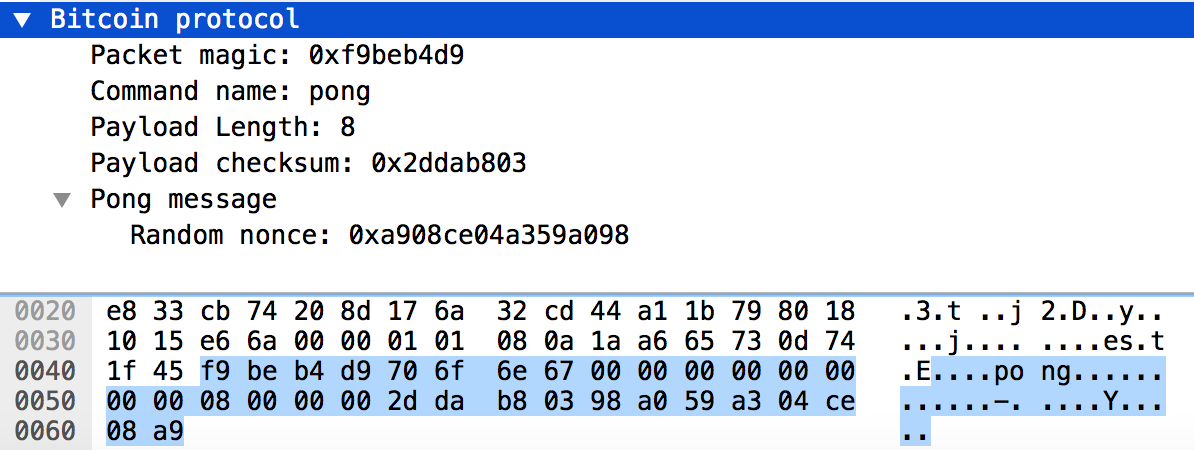 ▼ Bitcoin protocol
Packet magic: 0xf9beb4d9
Command name: pong
Payload Length: 8
Payload checksum: 0x2ddab803
▼ Pong message
Random nonce: 0xa908ce04a359a098
0020 e8 33 cb 74 20 8d 17 6a 32 cd 44 a1 1b 79 80 18 .3.t ..j 2.D..y..
0030 10 15 e6 6a 00 00 01 01 08 0a 1a a6 65 73 0d 74 ...j.... ....es.t
0040 1f 45 f9 be b4 d9 70 6f 6e 67 00 00 00 00 00 00 .E....po ng......
0050 00 00 08 00 00 00 2d da b8 03 98 a0 59 a3 04 ce ......-. ....Y...
0060 08 a9 ..